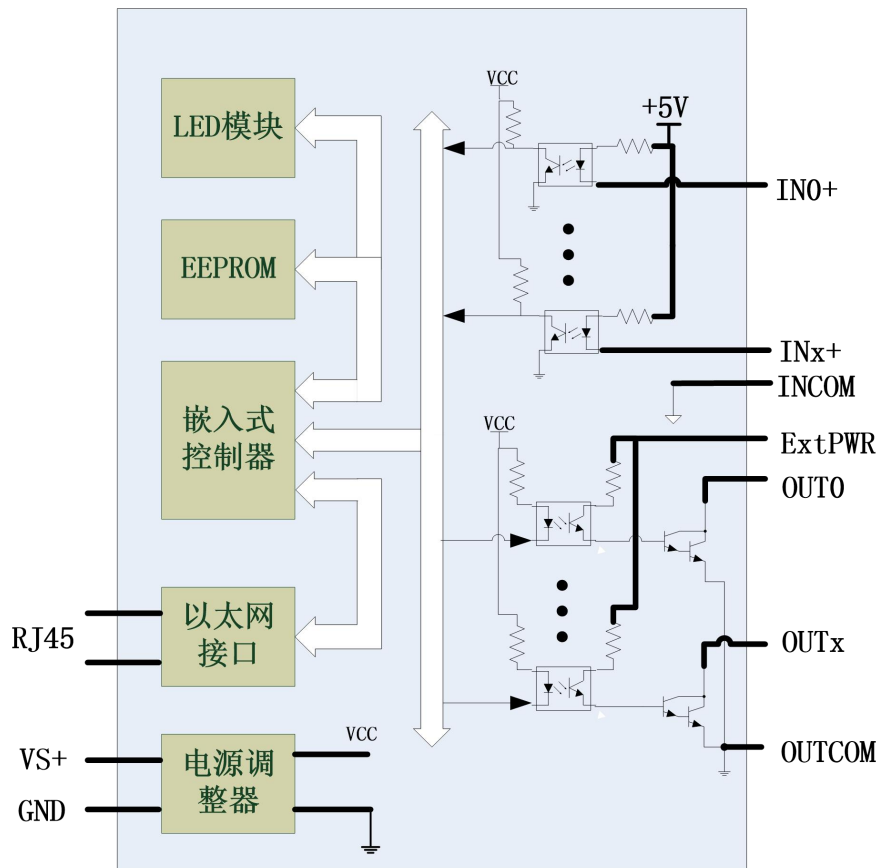 LED模块
EEPROM
嵌入式
控制器
以太网
接口
RJ45
电源调
整器
VS+
GND
VCC
VCC
+5V
IN0+
INx+
INCOM
VCC
ExtPWR
OUT0
OUTx
OUTCOM